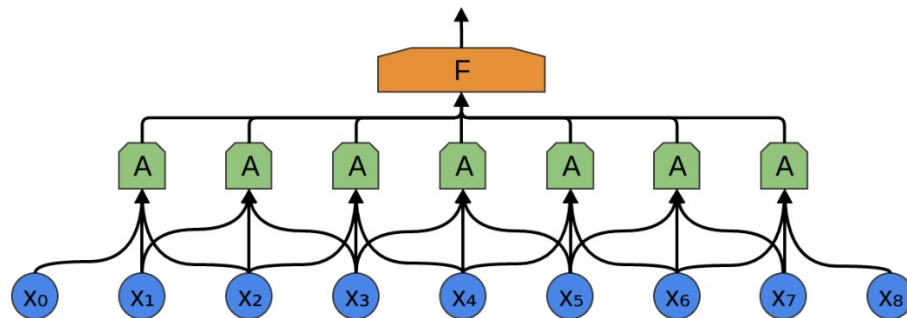 F
A A A A A A A
x₀ x₁ x₂ x₃ x₄ x₅ x₆ x₇ x₈